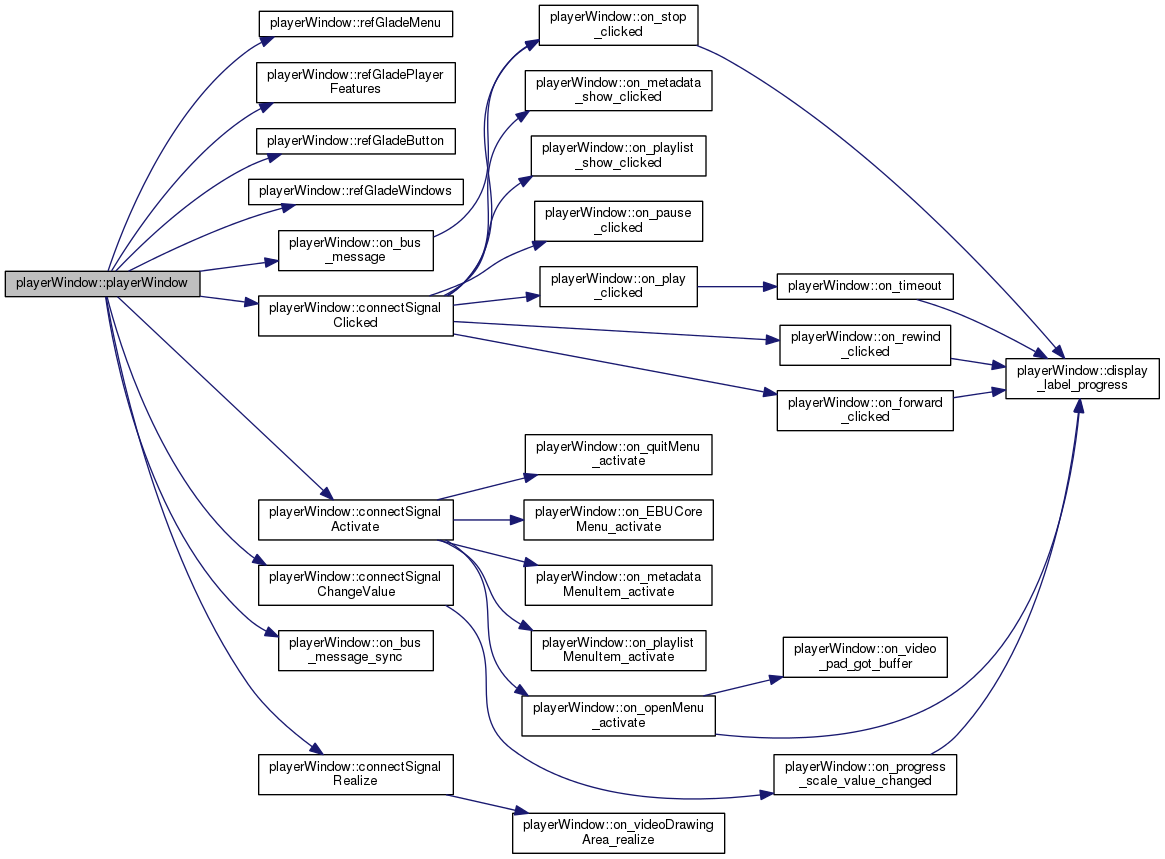 playerWindow::playerWindow
playerWindow::refGladeMenu
playerWindow::refGladePlayer
Features
playerWindow::refGladeButton
playerWindow::refGladeWindows
playerWindow::on_bus
_message
playerWindow::connectSignal
Clicked
playerWindow::connectSignal
Activate
playerWindow::connectSignal
ChangeValue
playerWindow::on_bus
_message_sync
playerWindow::connectSignal
Realize
playerWindow::on_stop
_clicked
playerWindow::on_metadata
_show_clicked
playerWindow::on_playlist
_show_clicked
playerWindow::on_pause
_clicked
playerWindow::on_play
_clicked
playerWindow::on_quitMenu
_activate
playerWindow::on_EBUCore
Menu_activate
playerWindow::on_metadata
MenuItem_activate
playerWindow::on_playlist
MenuItem_activate
playerWindow::on_openMenu
_activate
playerWindow::on_videoDrawing
Area_realize
playerWindow::on_timeout
playerWindow::on_rewind
_clicked
playerWindow::on_forward
_clicked
playerWindow::on_video
_pad_got_buffer
playerWindow::on_progress
_scale_value_changed
playerWindow::display
_label_progress